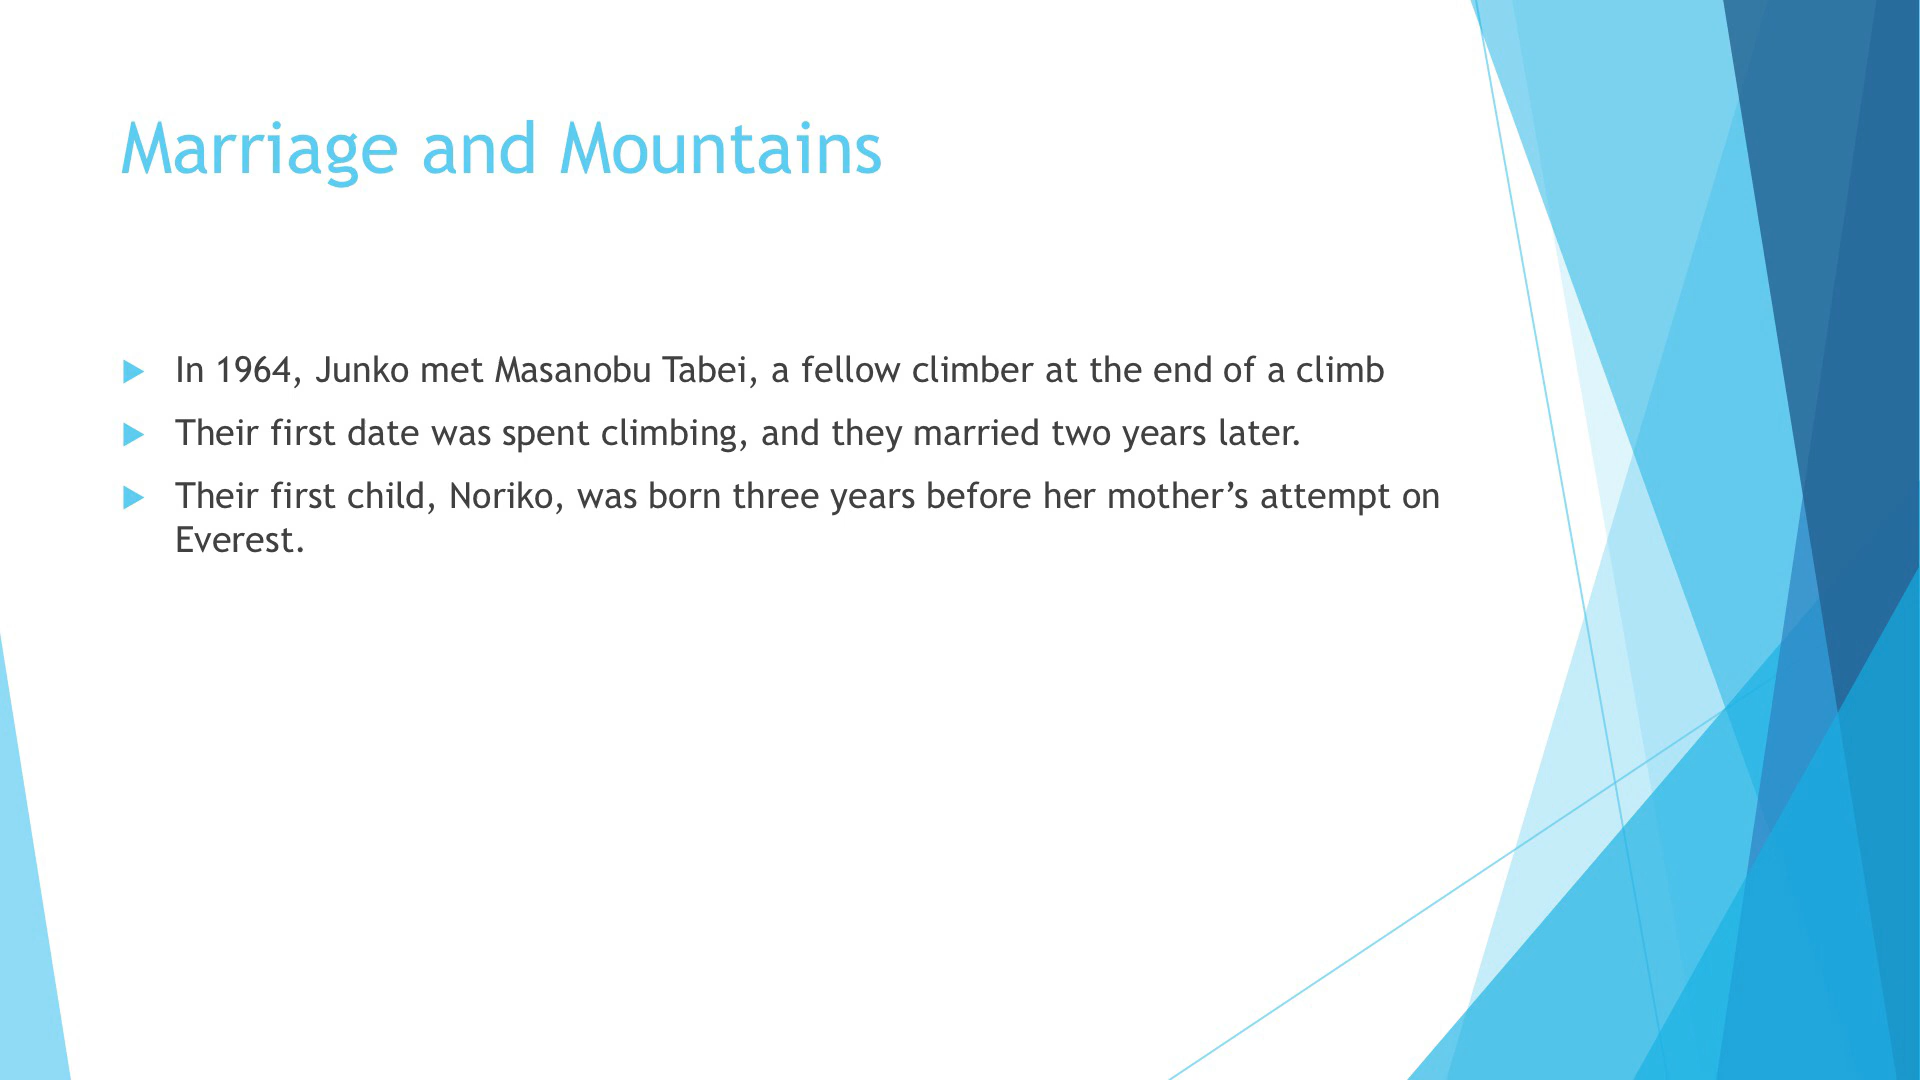 Marriage and Mountains
In 1964, Junko met Masanobu Tabei, a fellow climber at the end of a climb
Their first date was spent climbing, and they married two years later.
Their first child, Noriko, was born three years before her mother’s attempt on
Everest.